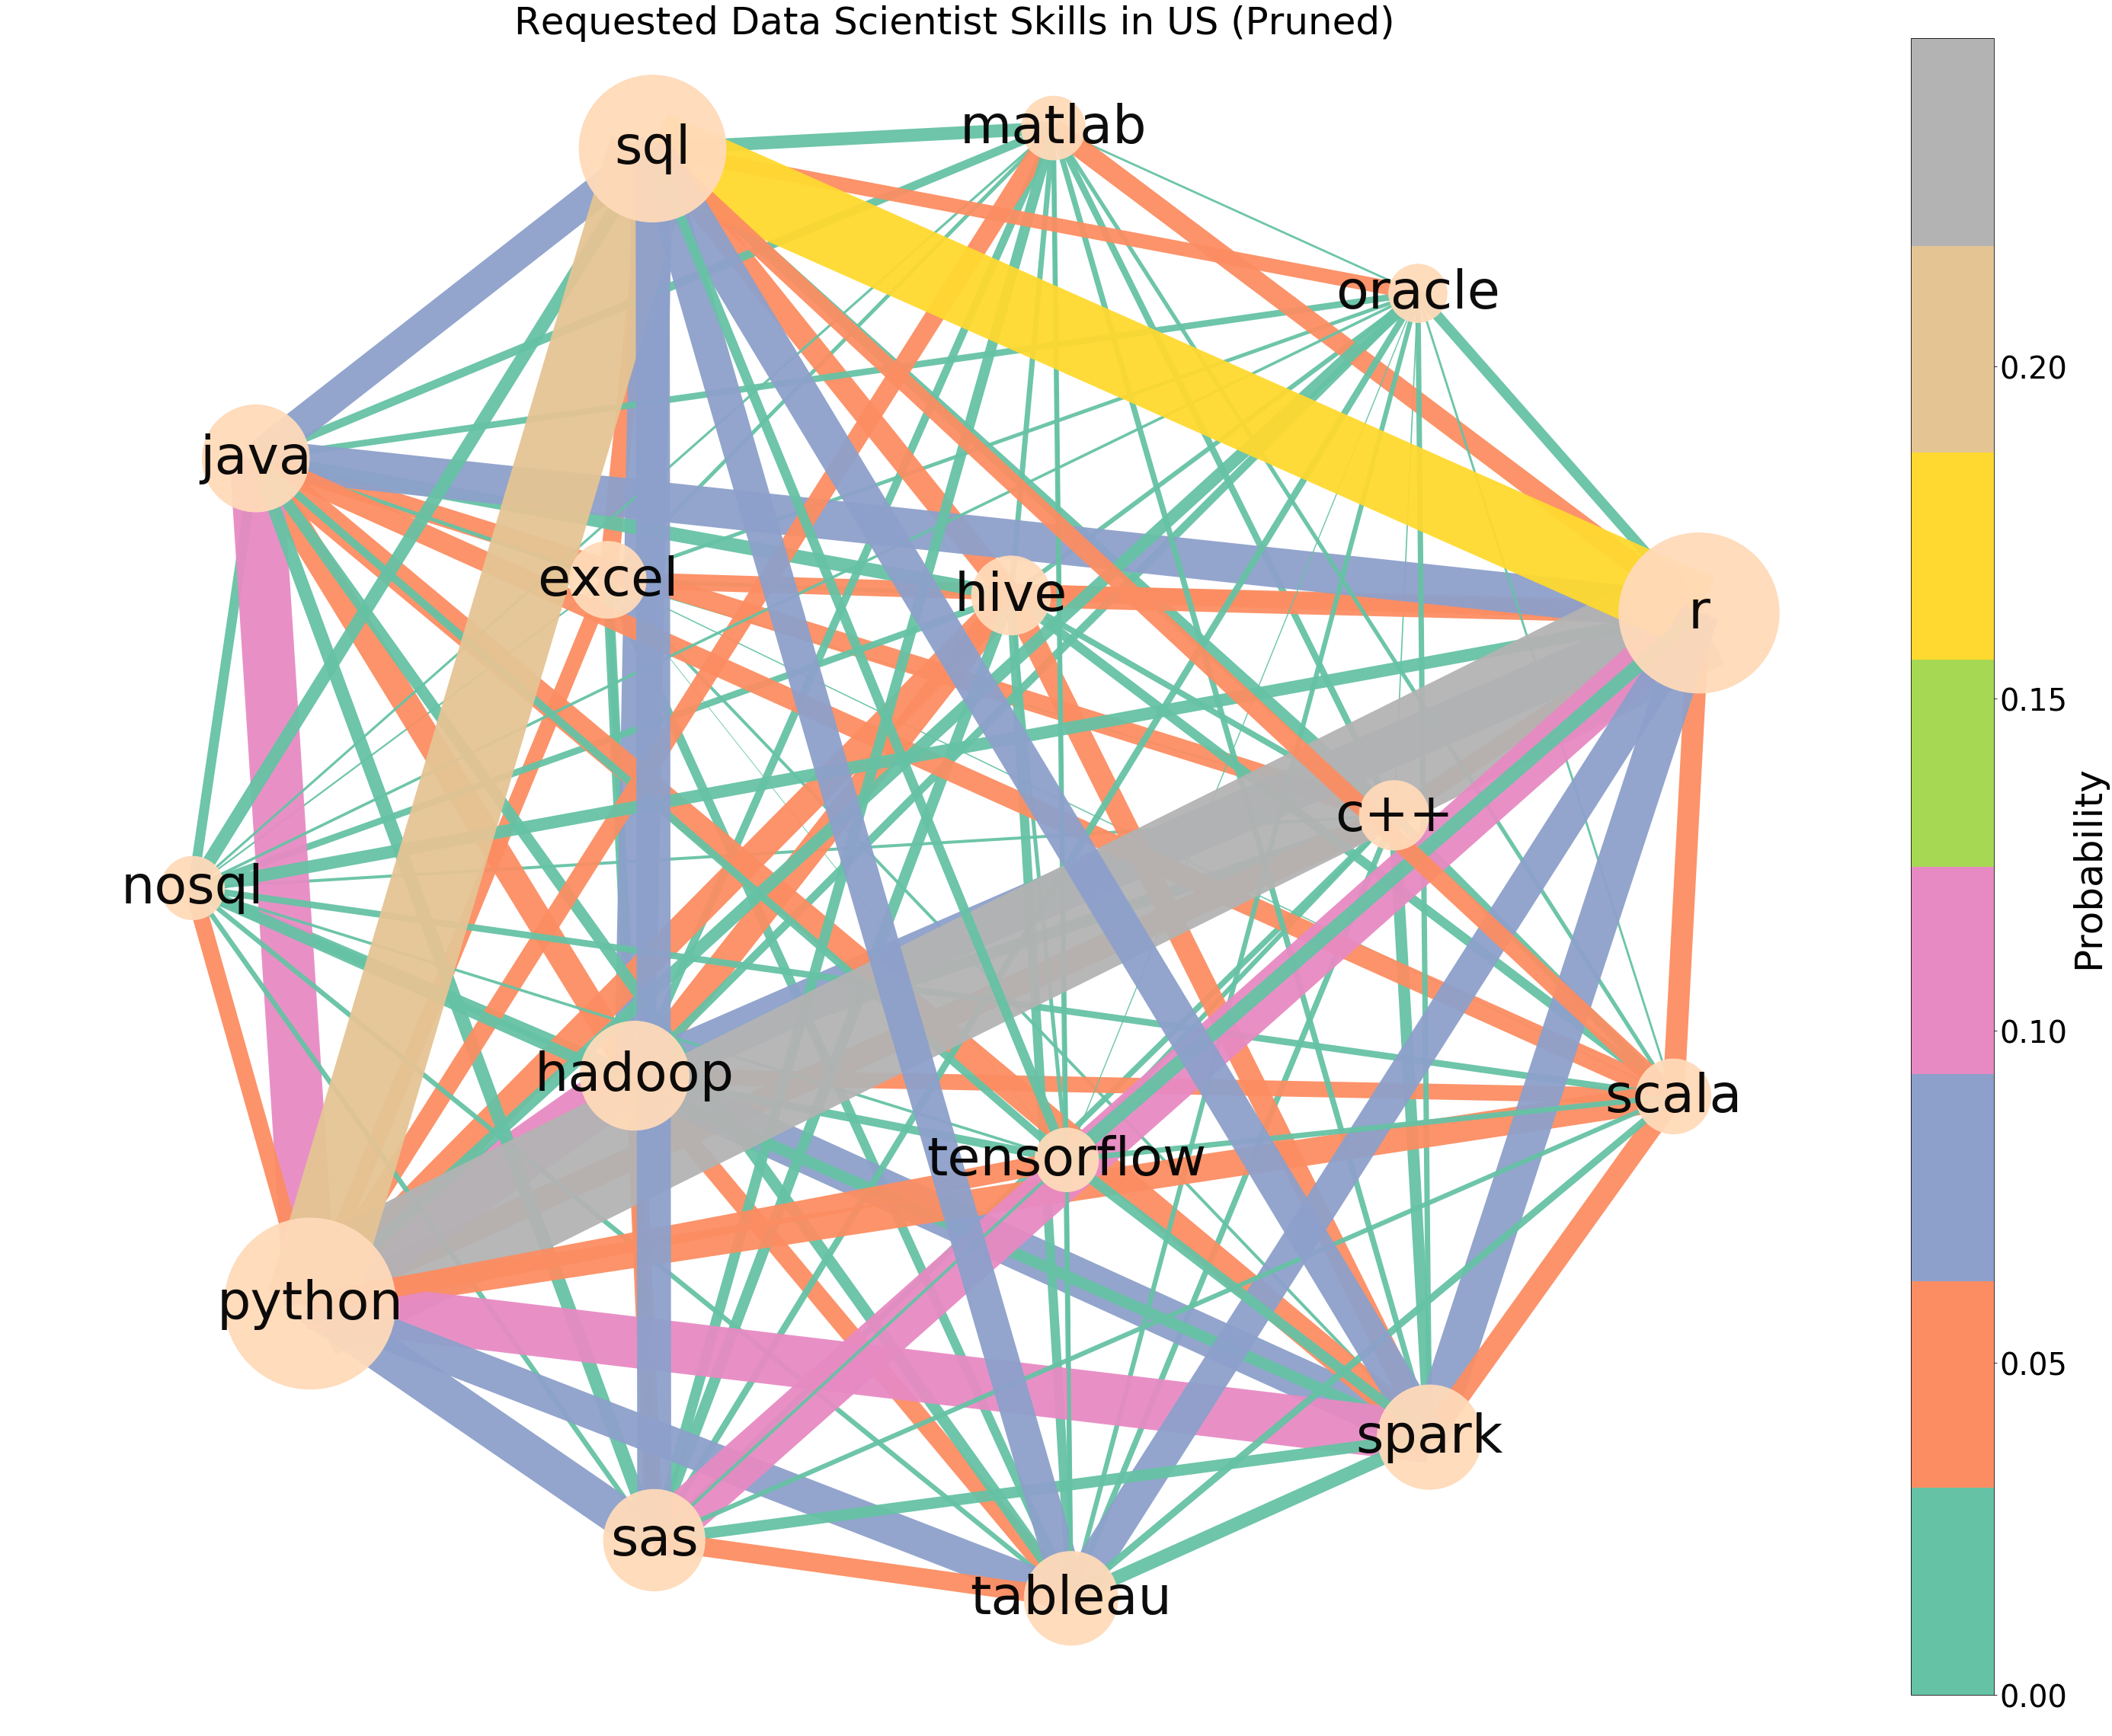 Requested Data Scientist Skills in US (Pruned)
sql
matlab
oracle
java
excel
hive
r
c++
nosql
hadoop
scala
tensorflow
python
spark
sas
tableau
0.20
0.15
0.10
0.05
0.00
Probability